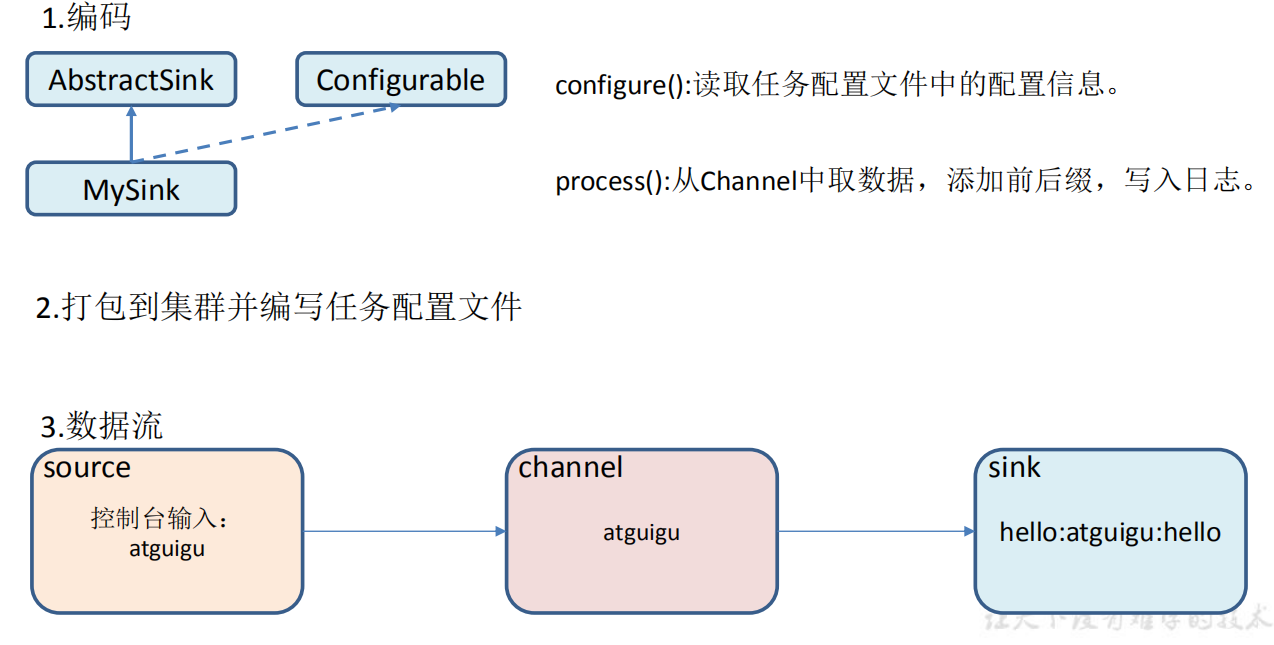 1.编码
AbstractSink
Configurable
configure():读取任务配置文件中的配置信息。
MySink
process():从Channel中取数据，添加前后缀，写入日志。
2.打包到集群并编写任务配置文件
3.数据流
source
控制台输入：
atguigu
channel
atguigu
sink
hello:atguigu:hello
让天下没有难学的技术